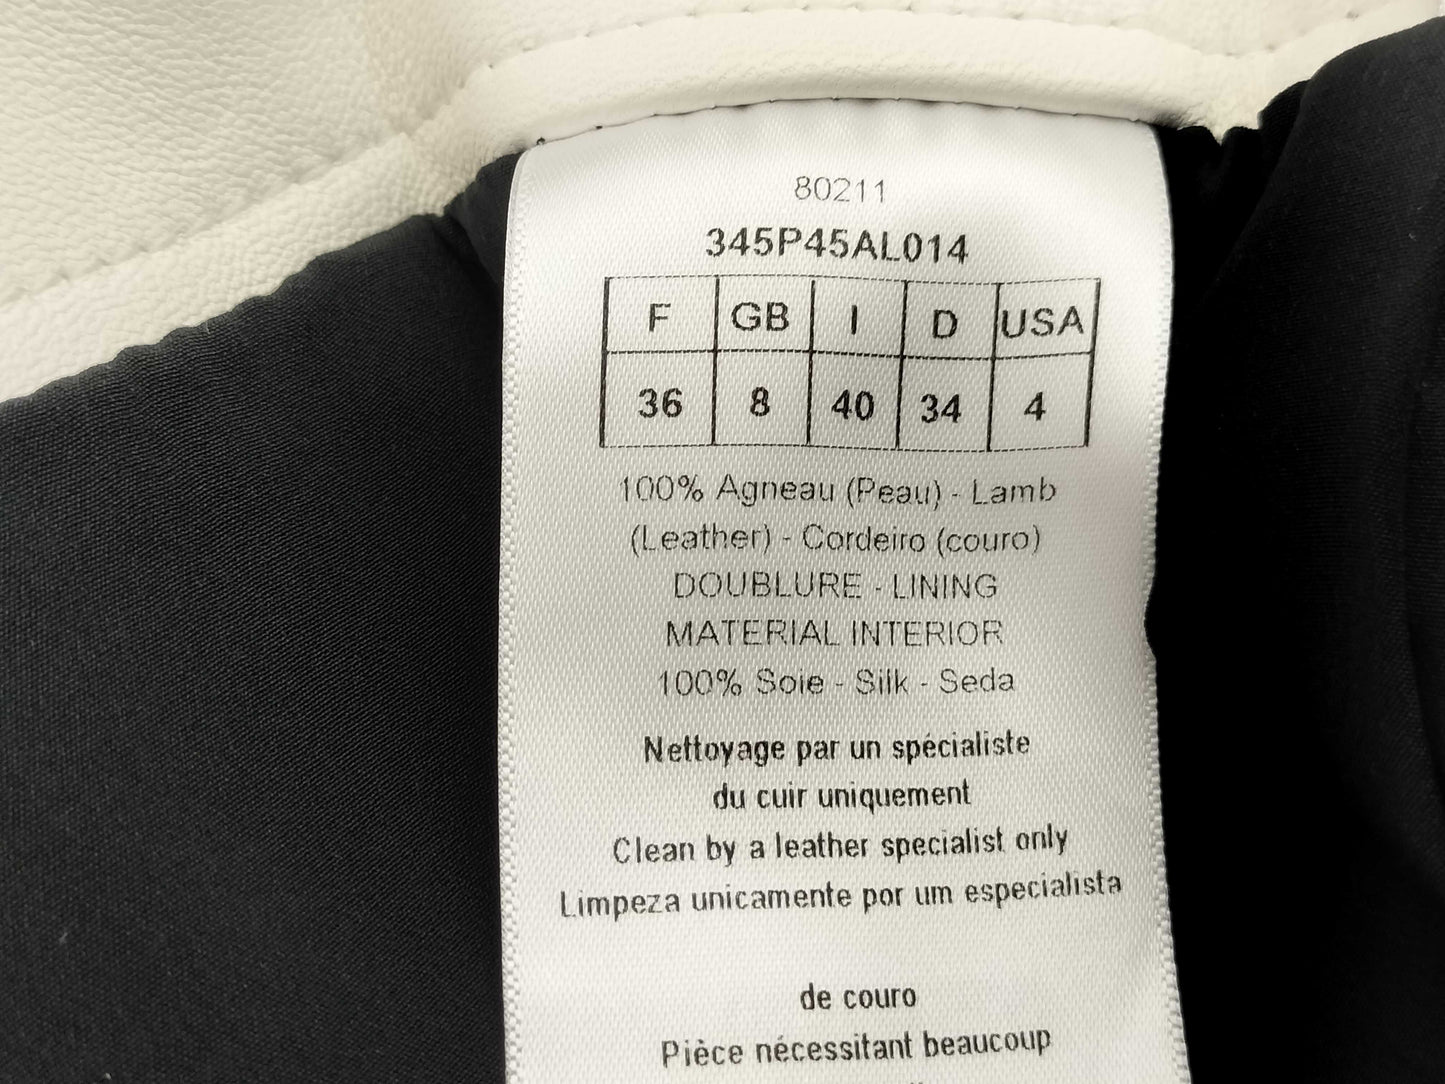 80211
345P45AL014
F GB I D USA
36 8 40 34 4
100% Agneau (Peau) - Lamb
(Leather) - Cordeiro (couro)
DOUBLURE - LINING
MATERIAL INTERIOR
100% Soie - Silk - Seda
Nettoyage par un spécialiste
du cuir uniquement
Clean by a leather specialist only
Limpeza unicamente por um especialista
de couro
Pièce nécessitant beaucoup